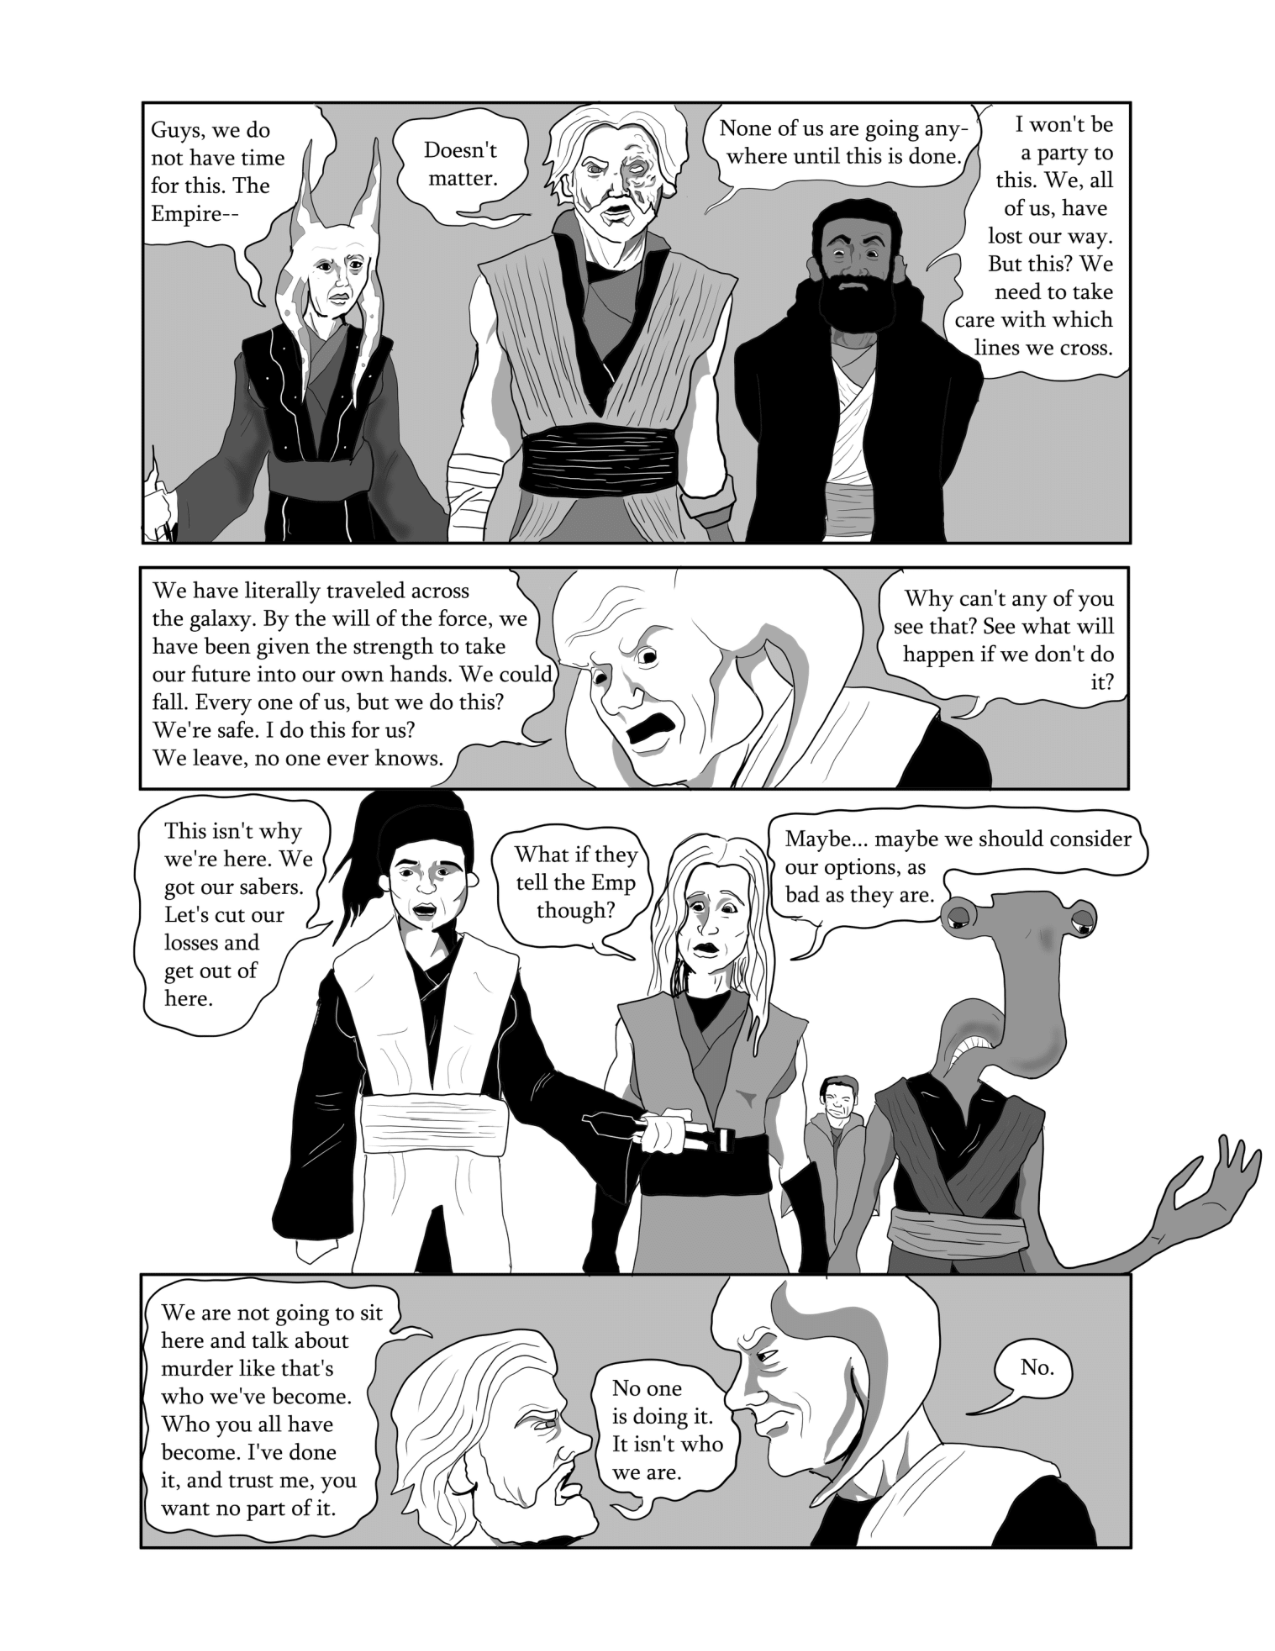 Guys, we do
not have time
for this. The
Empire--
Doesn't
matter.
None of us are going any-
where until this is done.
I won't be
a party to
this. We, all
of us, have
lost our way.
But this? We
need to take
care with which
lines we cross.
We have literally traveled across
the galaxy. By the will of the force, we
have been given the strength to take
our future into our own hands. We could
fall. Every one of us, but we do this?
We're safe. I do this for us?
We leave, no one ever knows.
Why can't any of you
see that? See what will
happen if we don't do
it?
This isn't why
we're here. We
got our sabers.
Let's cut our
losses and
get out of
here.
What if they
tell the Emp
though?
Maybe... maybe we should consider
our options, as
bad as they are.
We are not going to sit
here and talk about
murder like that's
who we've become.
Who you all have
become. I've done
it, and trust me, you
want no part of it.
No one
is doing it.
It isn't who
we are.
No.